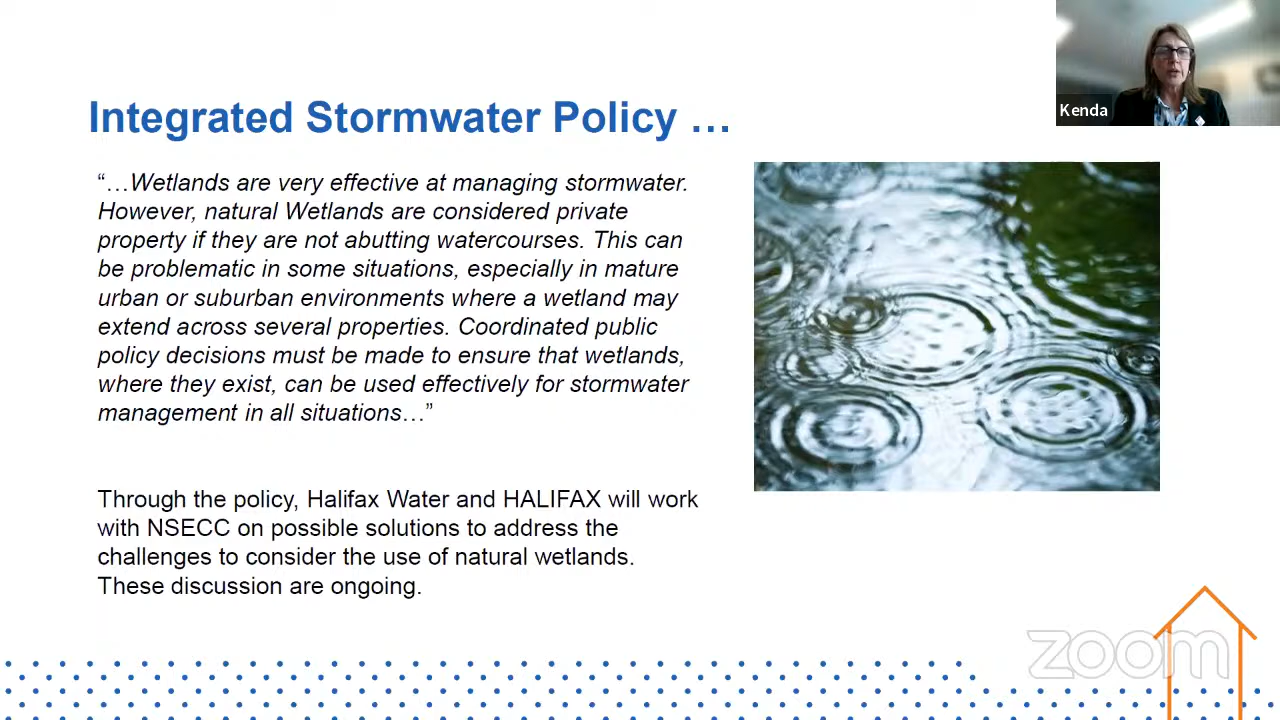 Kenda
Integrated Stormwater Policy …
“…Wetlands are very effective at managing stormwater.
However, natural Wetlands are considered private
property if they are not abutting watercourses. This can
be problematic in some situations, especially in mature
urban or suburban environments where a wetland may
extend across several properties. Coordinated public
policy decisions must be made to ensure that wetlands,
where they exist, can be used effectively for stormwater
management in all situations…”
Through the policy, Halifax Water and HALIFAX will work
with NSECC on possible solutions to address the
challenges to consider the use of natural wetlands.
These discussion are ongoing.
zoom